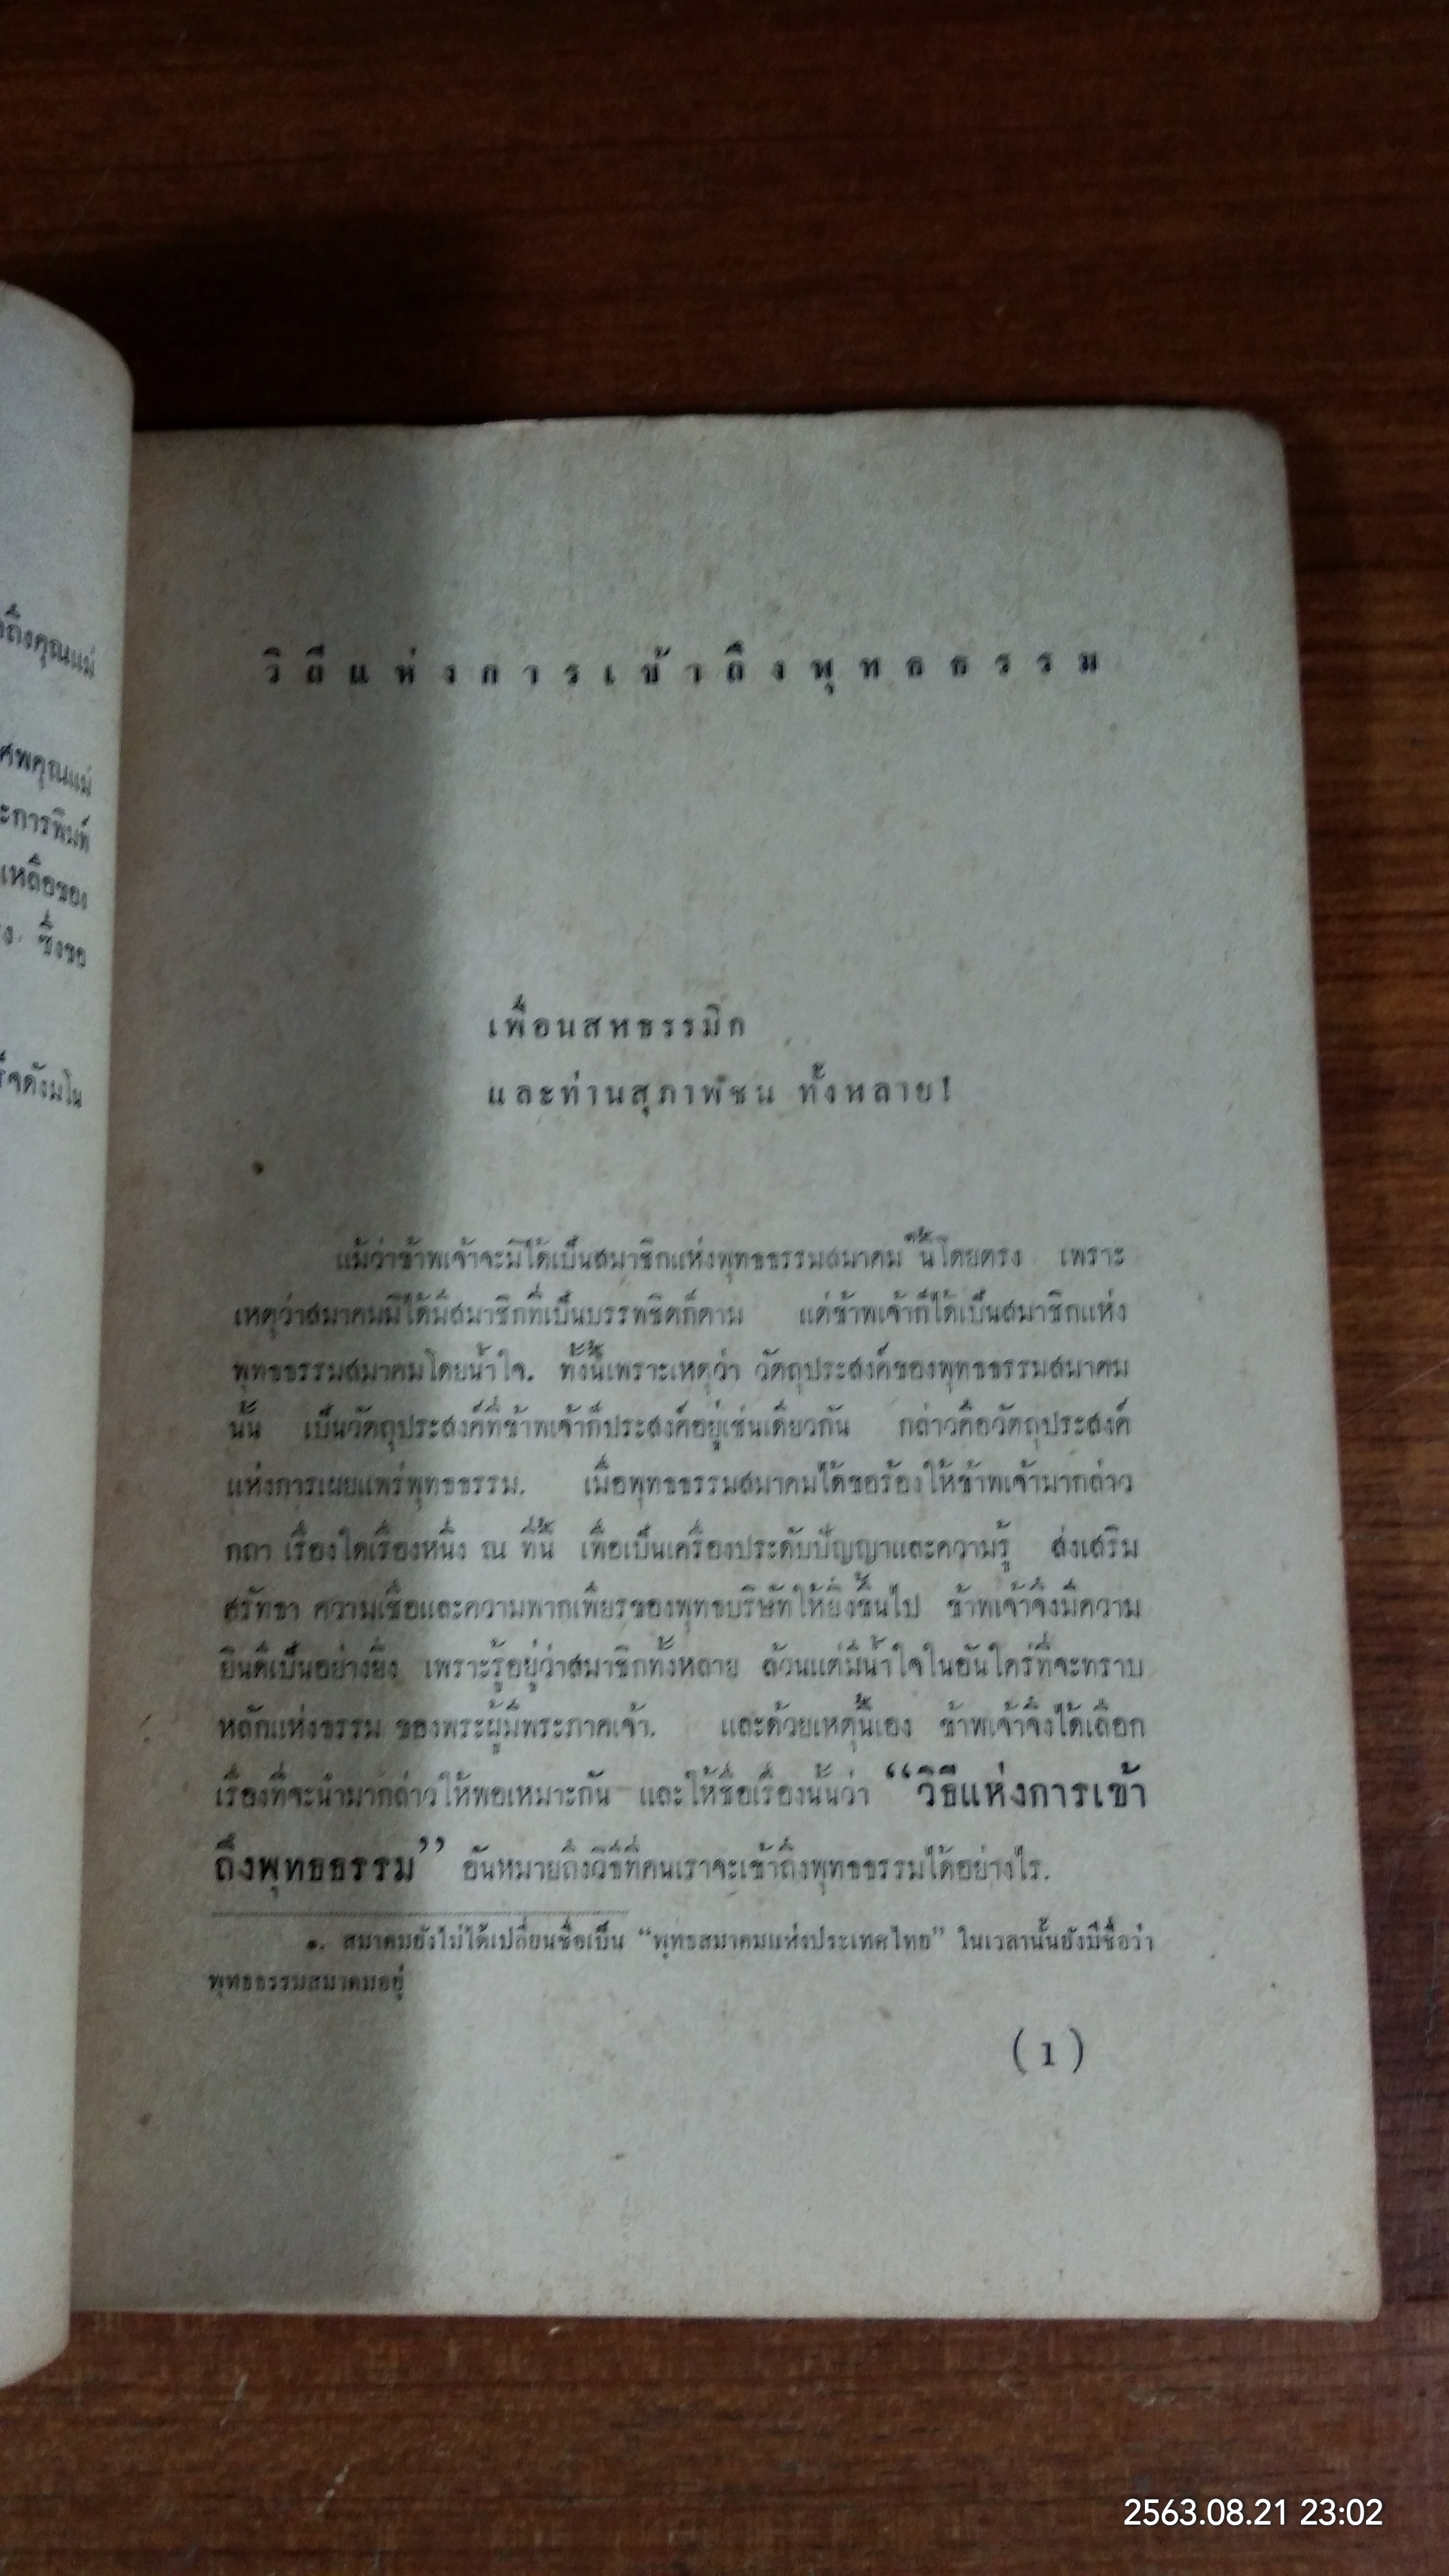 ถึงคุณแม่
ศพคุณแม่
การพิมพ์
เหลือของ
ซึ่งขอ
วิถีแห่งการเข้าถึงพุทธธรรม
เพื่อนสหธรรมิก
และท่านสุภาพชน ทั้งหลาย!
แม้ว่าข้าพเจ้าจะมิได้เป็นสมาชิกแห่งพุทธธรรมสมาคม๑นี้โดยตรง เพราะ
เหตุว่าสมาคมมิได้มีสมาชิกที่เป็นบรรพชิตก็ตาม แต่ข้าพเจ้าก็ได้เป็นสมาชิกแห่ง
พุทธธรรมสมาคมโดยน้ำใจ. ทั้งนี้เพราะเหตุว่า วัตถุประสงค์ของพุทธธรรมสมาคม
นั้น เป็นวัตถุประสงค์ที่ข้าพเจ้าก็ประสงค์อยู่เช่นเดียวกัน กล่าวคือวัตถุประสงค์
แห่งการเผยแพร่พุทธธรรม. เมื่อพุทธธรรมสมาคมได้ขอร้องให้ข้าพเจ้ามากล่าว
กถา เรื่องใดเรื่องหนึ่ง ณ ที่นี้ เพื่อเป็นเครื่องประดับปัญญาและความรู้ ส่งเสริม
สรัทธา ความเชื่อและความพากเพียรของพุทธบริษัทให้ยิ่งขึ้นไป ข้าพเจ้าจึงมีความ
ยินดีเป็นอย่างยิ่ง เพราะรู้อยู่ว่าสมาชิกทั้งหลาย ล้วนแต่มีน้ำใจในอันใคร่ที่จะทราบ
หลักแห่งธรรม ของพระผู้มีพระภาคเจ้า. และด้วยเหตุนี้เอง ข้าพเจ้าจึงได้เลือก
เรื่องที่จะนำมากล่าวให้พอเหมาะกัน และให้ชื่อเรื่องนั้นว่า “วิธีแห่งการเข้า
ถึงพุทธธรรม” อันหมายถึงวิธีที่คนเราจะเข้าถึงพุทธธรรมได้อย่างไร.
๑. สมาคมยังไม่ได้เปลี่ยนชื่อเป็น “พุทธสมาคมแห่งประเทศไทย” ในเวลานั้นยังมีชื่อว่า
พุทธธรรมสมาคมอยู่
(1)
2563.08.21 23:02